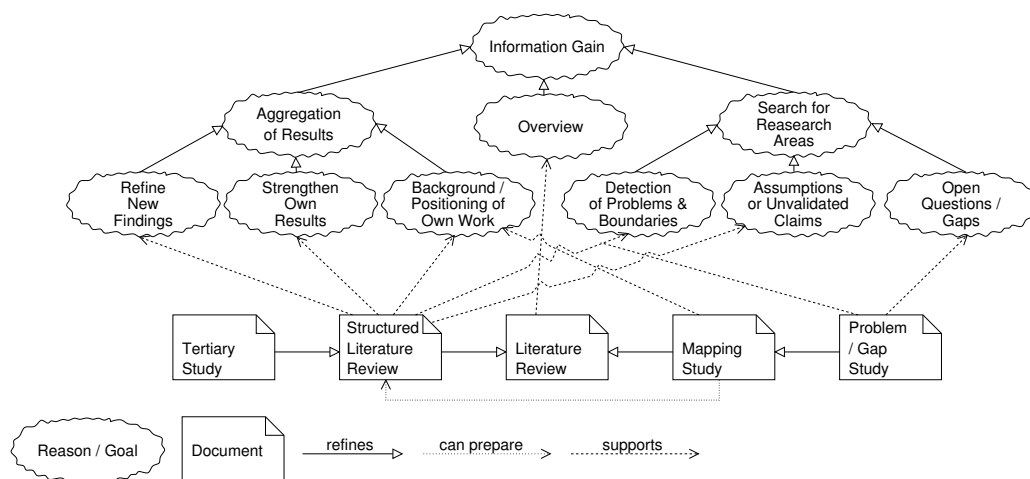 Information Gain
Aggregation
of Results
Overview
Search for
Reasearch
Areas
Refine
New
Findings
Strengthen
Own
Results
Background /
Positioning of
Own Work
Detection
of Problems &
Boundaries
Assumptions
or Unvalidated
Claims
Open
Questions /
Gaps
Tertiary
Study
Structured
Literature
Review
Literature
Review
Mapping
Study
Problem
/ Gap
Study
Reason / Goal
Document
refines
can prepare
supports